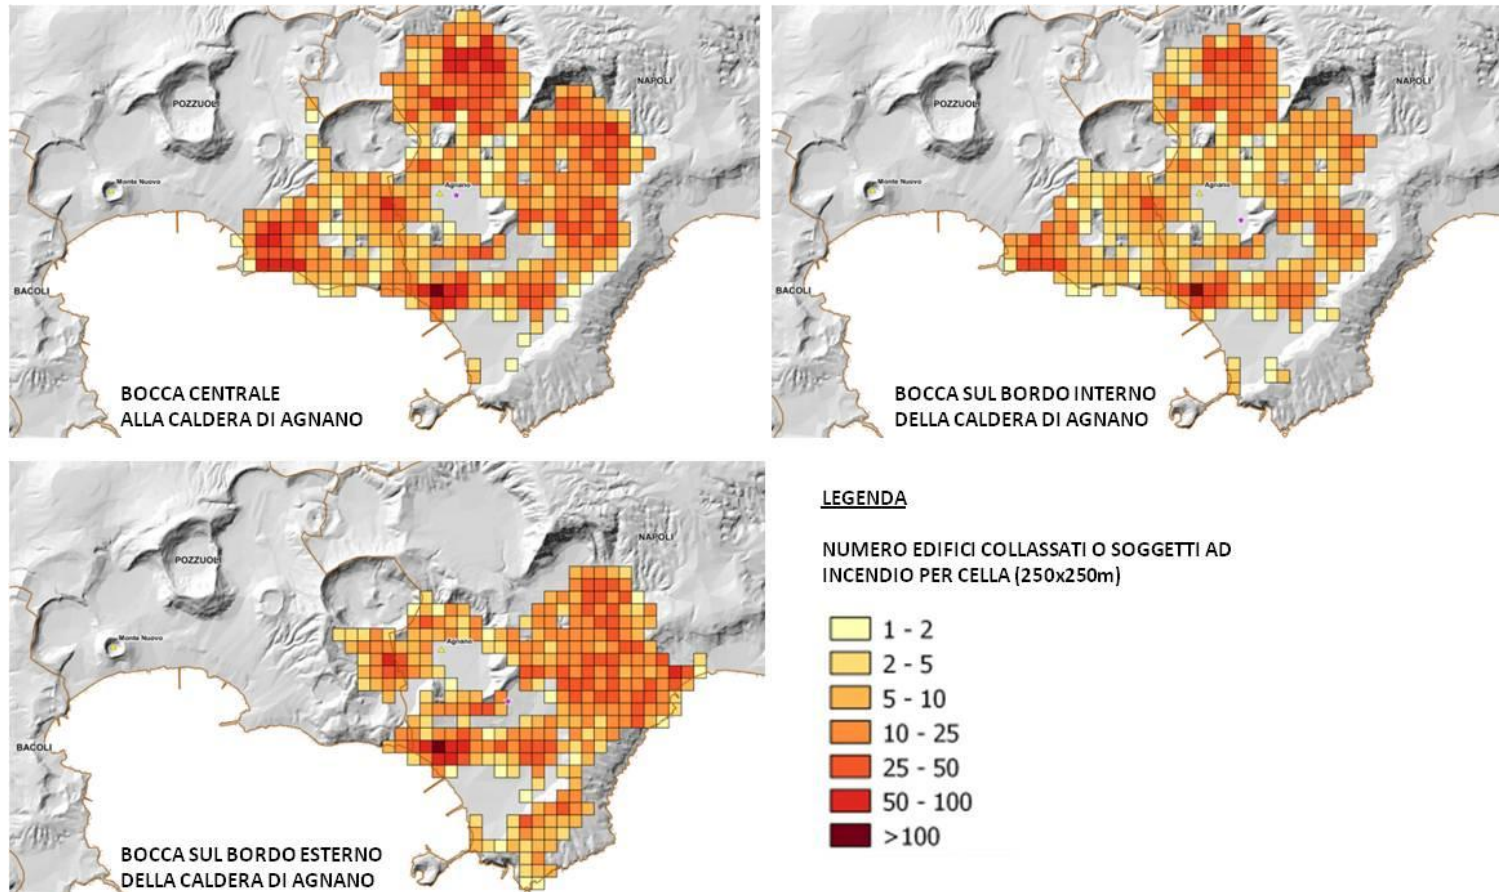 NAPOLI
POZZUOLI
Monte Nuovo
Agnano
BACOLI
BOCCA CENTRALE
ALLA CALDERA DI AGNANO
NAPOLI
POZZUOLI
Monte Nuovo
Agnano
BACOLI
BOCCA SUL BORDO INTERNO
DELLA CALDERA DI AGNANO
NAPOLI
POZZUOLI
Monte Nuovo
Agnano
BACOLI
BOCCA SUL BORDO ESTERNO
DELLA CALDERA DI AGNANO
LEGENDA
NUMERO EDIFICI COLLASSATI O SOGGETTI AD
INCENDIO PER CELLA (250x250m)
1 - 2
2 - 5
5 - 10
10 - 25
25 - 50
50 - 100
>100